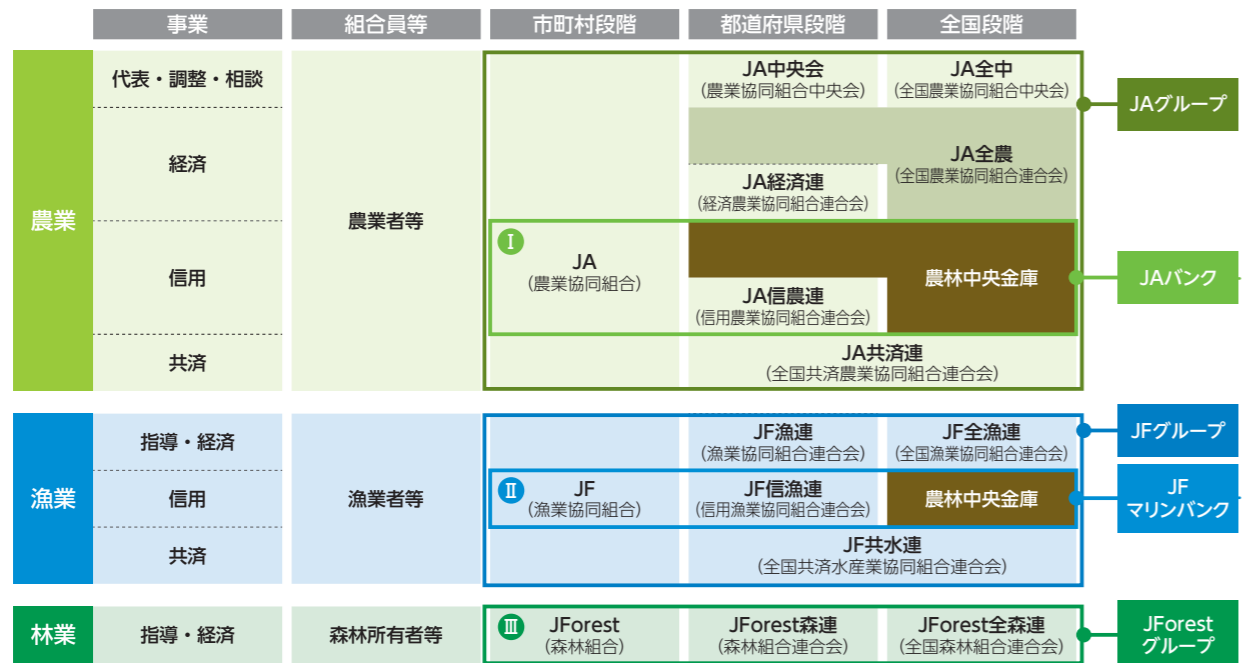 事業
組合員等
市町村段階
都道府県段階
全国段階
農業
代表・調整・相談
経済
信用
共済
農業者等
Ⅰ
JA
(農業協同組合)
JA中央会
(農業協同組合中央会)
JA全中
(全国農業協同組合中央会)
JA全農
(全国農業協同組合連合会)
JA経済連
(経済農業協同組合連合会)
農林中央金庫
JA信農連
(信用農業協同組合連合会)
JA共済連
(全国共済農業協同組合連合会)
JAグループ
JAバンク
漁業
指導・経済
信用
共済
漁業者等
Ⅱ
JF
(漁業協同組合)
JF漁連
(漁業協同組合連合会)
JF全漁連
(全国漁業協同組合連合会)
JF信漁連
(信用漁業協同組合連合会)
農林中央金庫
JF共水連
(全国共済水産業協同組合連合会)
JFグループ
JF
マリンバンク
林業
指導・経済
森林所有者等
Ⅲ
JForest
(森林組合)
JForest森連
(森林組合連合会)
JForest全森連
(全国森林組合連合会)
JForest
グループ